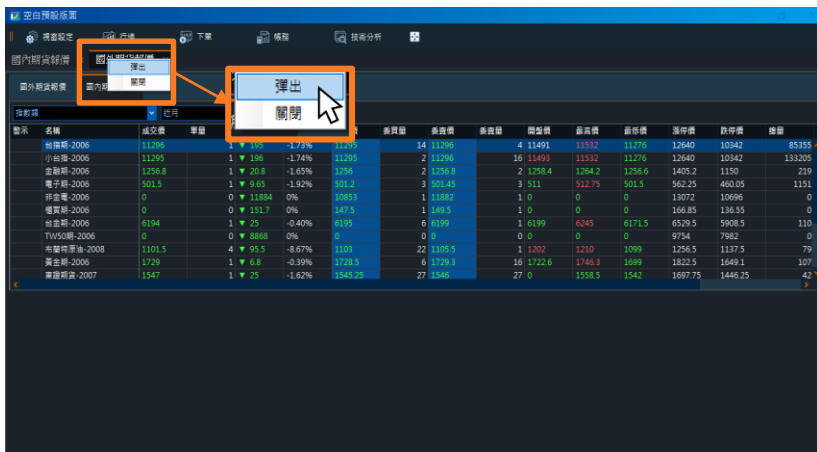 空白預設版面
視窗設定 行情 下單 帳務 技術分析
國內期貨報價 國外期貨報價
彈出
關閉
國外期貨報價 國內期
彈出
關閉
指數類 近月
警示 名稱 成交價 單量 委買量 委賣價 委賣量 開盤價 最高價 最低價 漲停價 跌停價 總量
台指期-2006 11296 1 ▼ 195 -1.73% 11295 14 11296 4 11491 11532 11276 12640 10342 85355
小台指-2006 11295 1 ▼ 196 -1.74% 11295 2 11296 16 11493 11532 11276 12640 10342 133205
金融期-2006 1256.8 1 ▼ 20.8 -1.65% 1256 2 1256.8 2 1258.4 1264.2 1256.6 1405.2 1150 219
電子期-2006 501.5 1 ▼ 9.65 -1.92% 501.2 3 501.45 3 511 512.75 501.5 562.25 460.05 1151
非金電-2006 0 0 ▼ 11884 0% 10853 1 11882 1 0 0 0 13072 10696 0
櫃買期-2006 0 0 ▼ 151.7 0% 147.5 1 149.5 1 0 0 0 166.85 136.55 0
台金期-2006 6194 1 ▼ 25 -0.40% 6195 6 6199 1 6199 6245 6171.5 6529.5 5908.5 110
TW50期-2006 0 0 ▼ 8868 0% 0 0 0 0 0 0 0 9754 7982 0
布蘭特原油-2008 1101.5 4 ▼ 95.5 -8.67% 1103 22 1105.5 1 1202 1210 1099 1256.5 1137.5 79
黃金期-2006 1729 1 ▼ 6.8 -0.39% 1728.5 6 1729.3 16 1722.6 1746.3 1699 1822.5 1649.1 107
東證期貨-2007 1547 1 ▼ 25 -1.62% 1545.25 27 1546 27 0 1558.5 1542 1697.75 1446.25 42